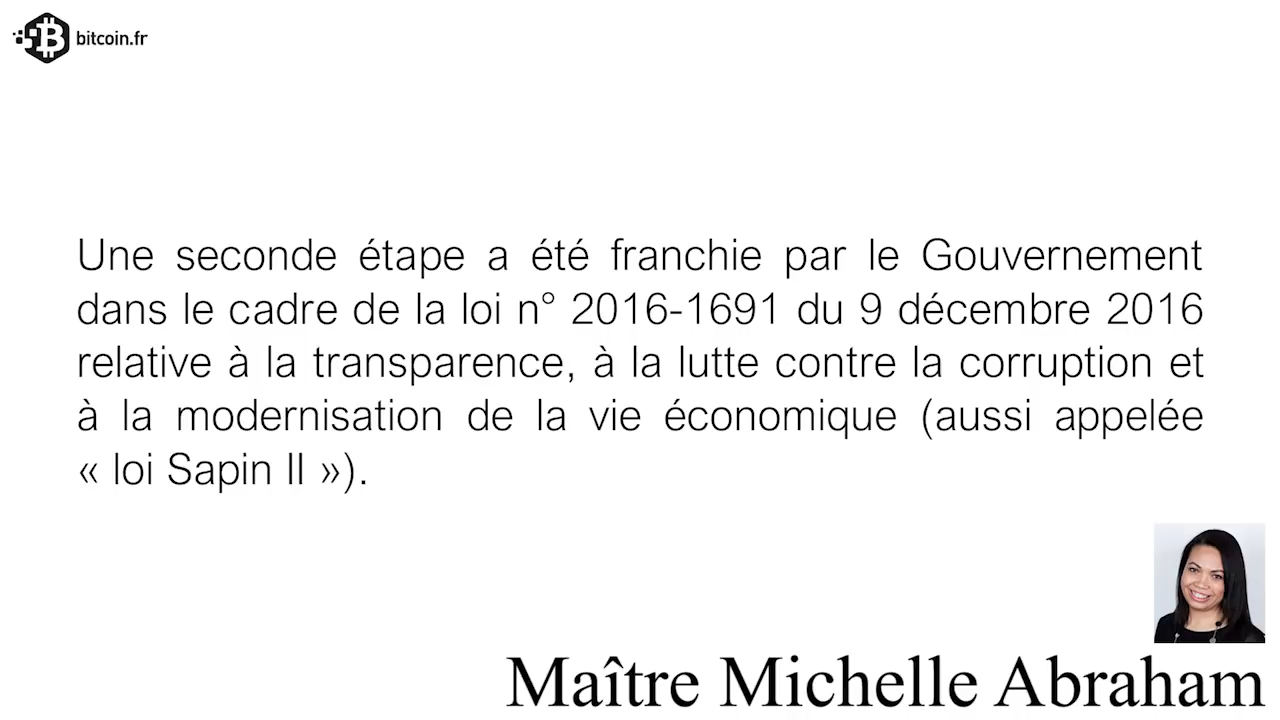 bitcoin.fr
Une seconde étape a été franchie par le Gouvernement
dans le cadre de la loi n° 2016-1691 du 9 décembre 2016
relative à la transparence, à la lutte contre la corruption et
à la modernisation de la vie économique (aussi appelée
« loi Sapin II »).
Maître Michelle Abraham